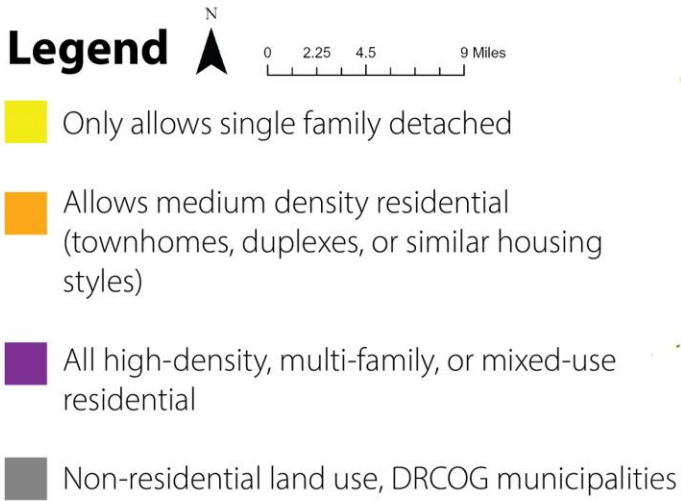 Legend
N
0 2.25 4.5 9 Miles
Only allows single family detached
Allows medium density residential
(townhomes, duplexes, or similar housing
styles)
All high-density, multi-family, or mixed-use
residential
Non-residential land use, DRCOG municipalities